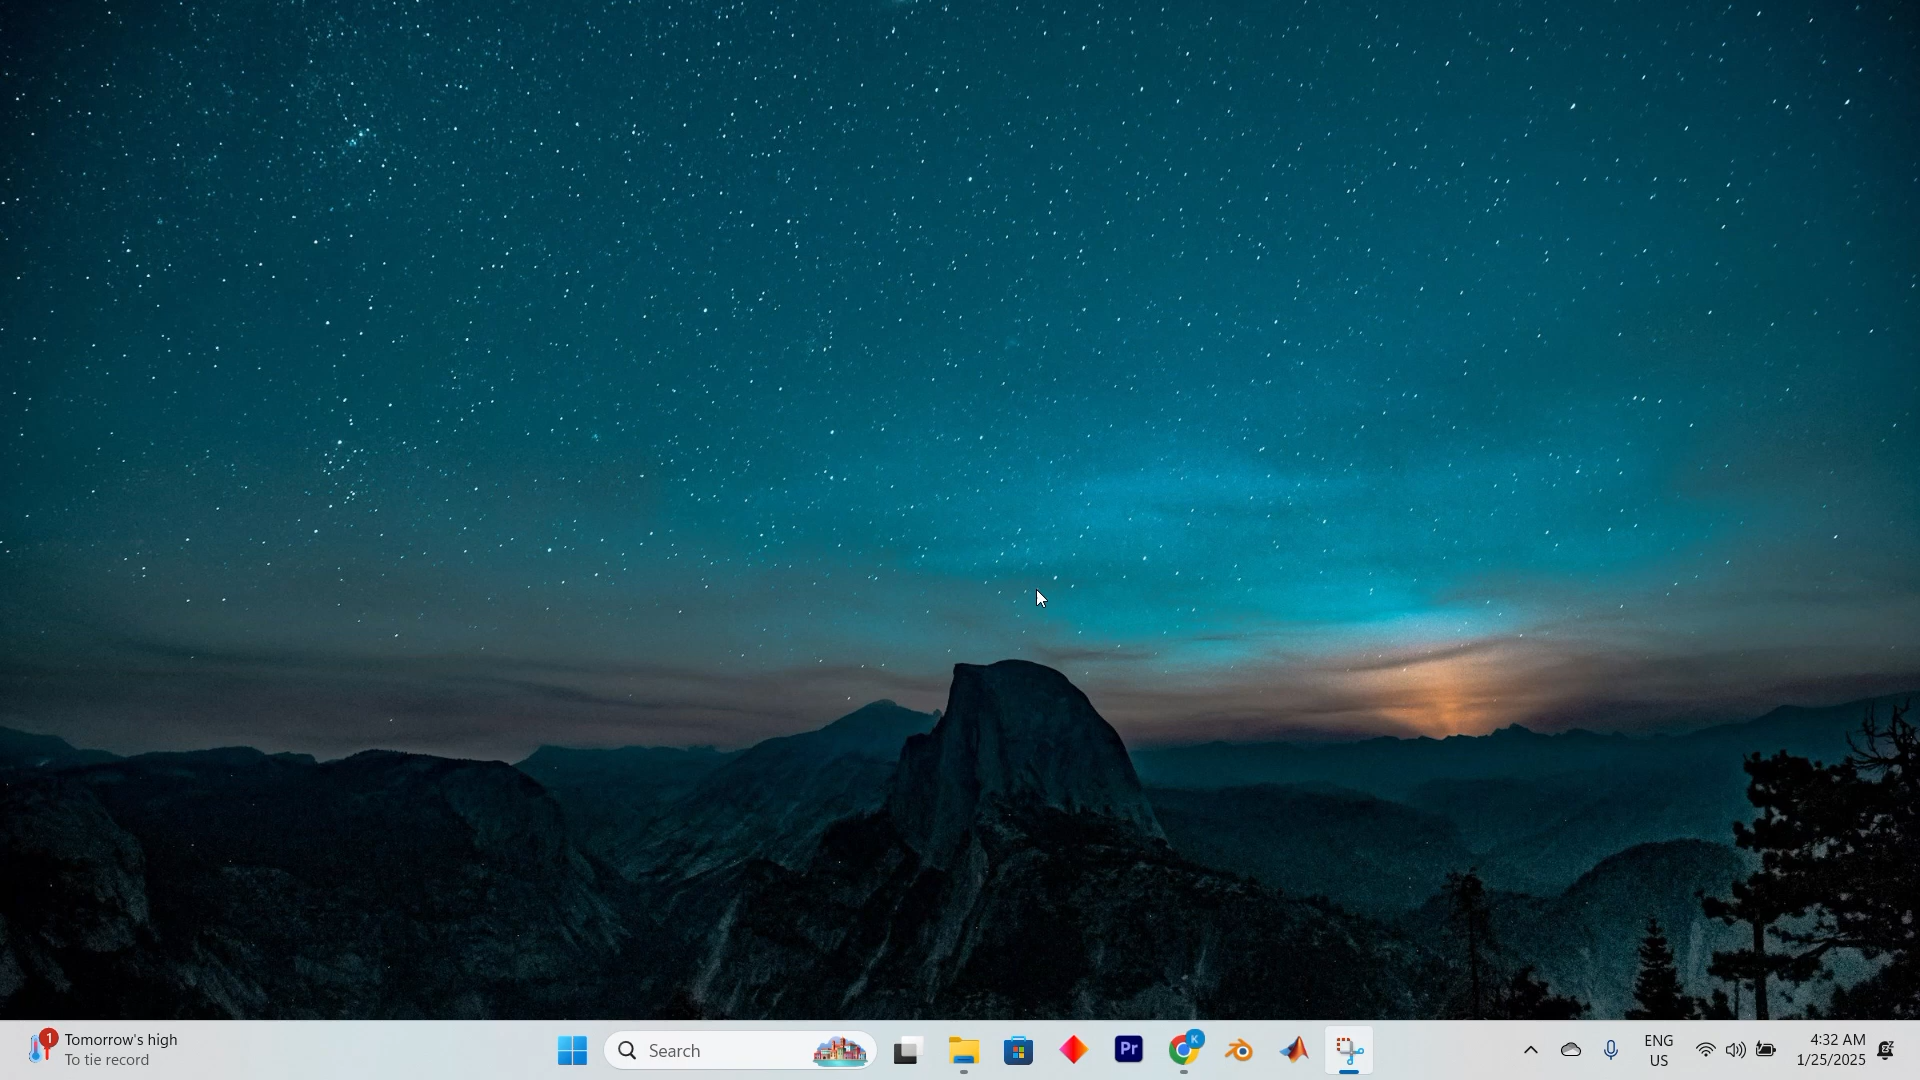 1
Tomorrow's high
To tie record
Search
Pr
K
ENG
US
4:32 AM
1/25/2025